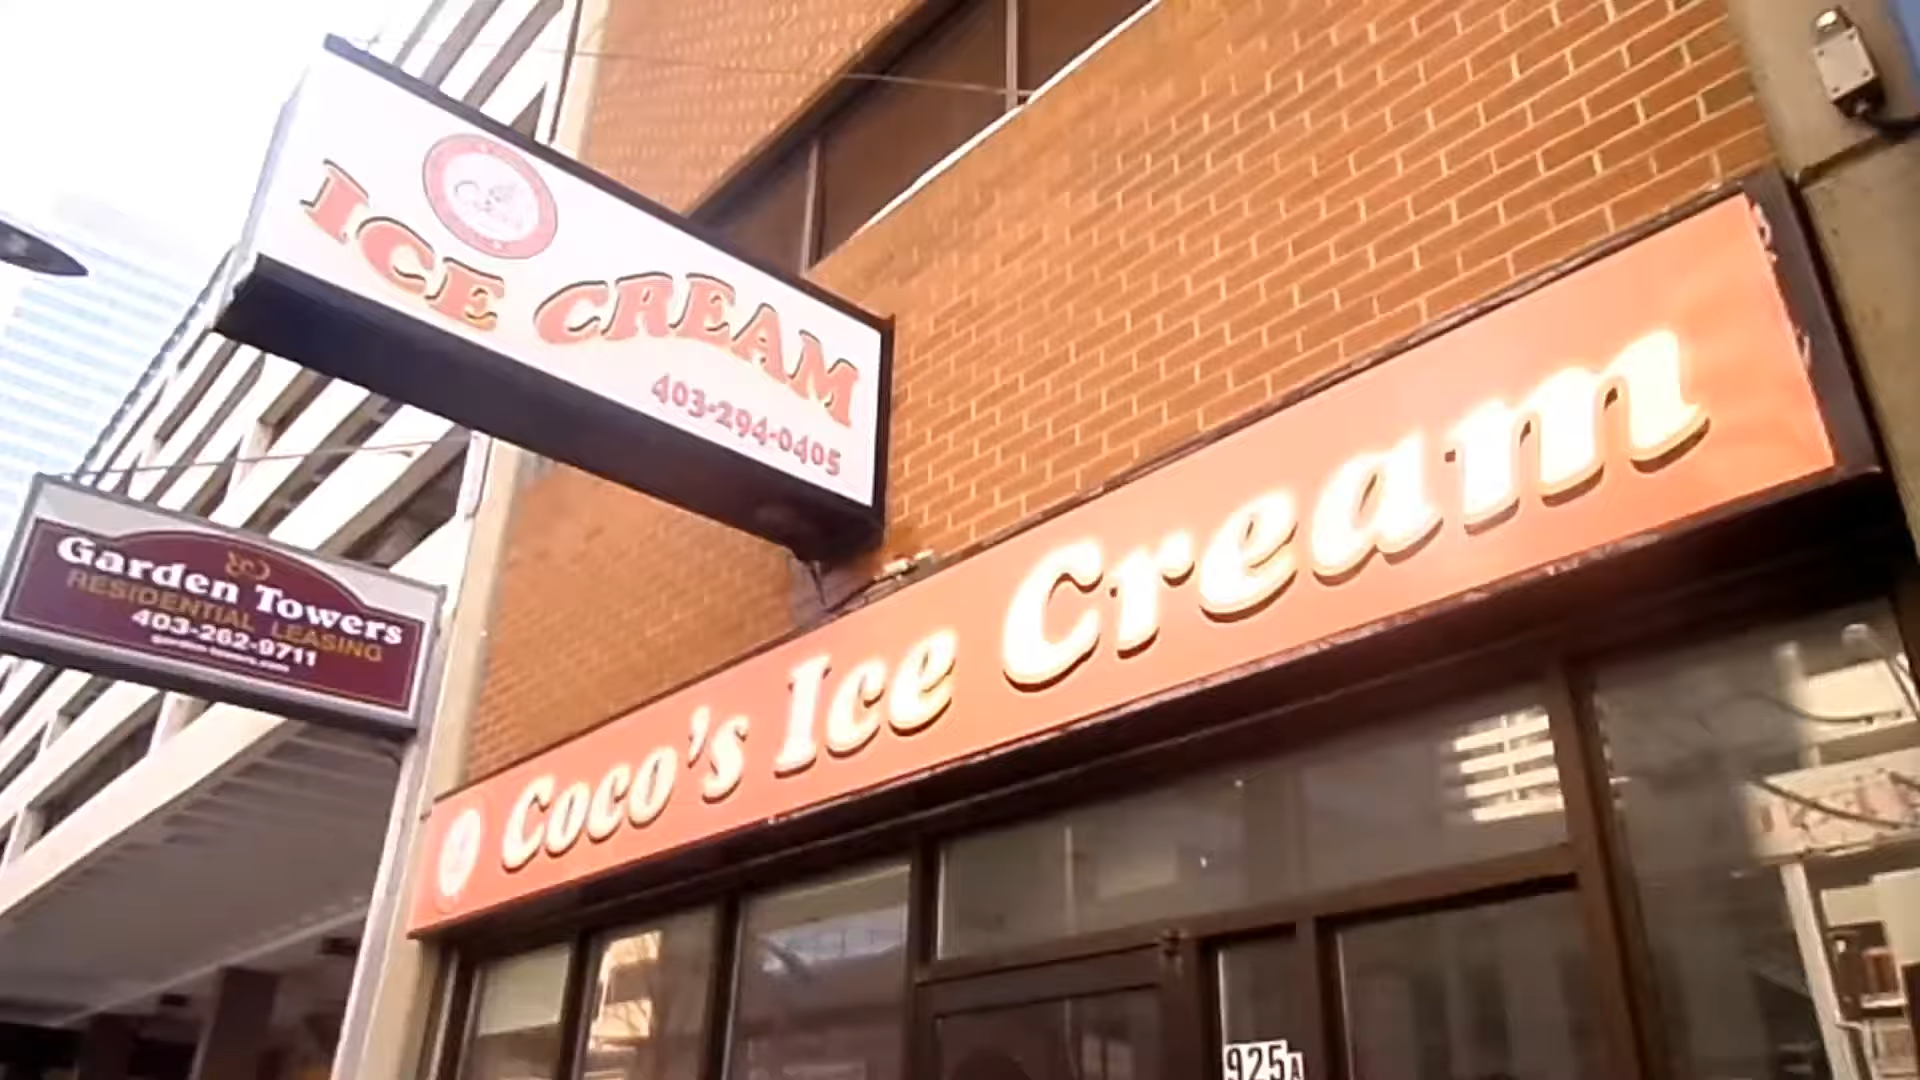 ICE CREAM
403-294-0405
Garden Towers
RESIDENTIAL LEASING
403-262-9711
Coco's Ice Cream
925A